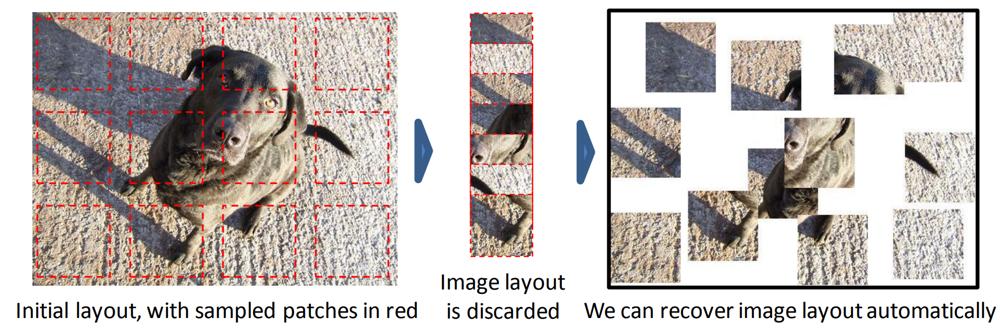 Initial layout, with sampled patches in red
Image layout
is discarded
We can recover image layout automatically